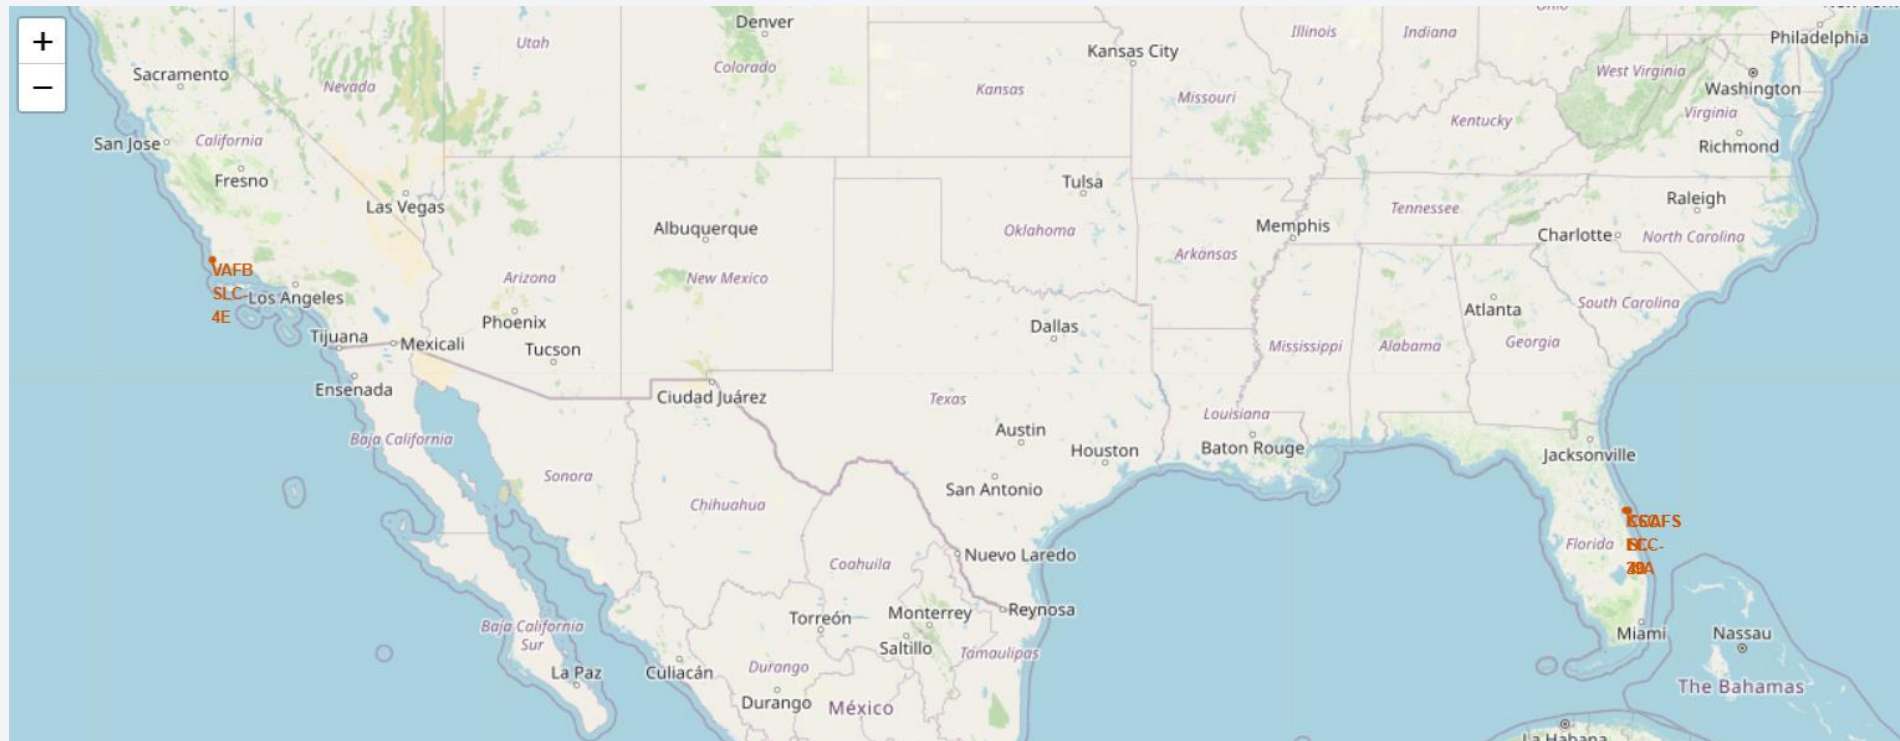 +
−
Denver
Utah
Colorado
Kansas City
Illinois
Indiana
Philadelphia
Sacramento
Nevada
Kansas
Missouri
West Virginia
Washington
Virginia
Kentucky
San Jose
California
Richmond
Fresno
Las Vegas
Tulsa
Raleigh
Tennessee
Albuquerque
Oklahoma
Memphis
Charlotte
North Carolina
Arkansas
VAFB
SLC-
4E
Los Angeles
Arizona
New Mexico
South Carolina
Atlanta
Phoenix
Dallas
Tijuana
Mexicali
Tucson
Mississippi
Alabama
Georgia
Ensenada
Ciudad Juárez
Texas
Louisiana
Baja California
Austin
Houston
Baton Rouge
Jacksonville
Sonora
San Antonio
Chihuahua
Florida
Nuevo Laredo
Coahuila
Torreón
Monterrey
Reynosa
Baja California
Sur
Saltillo
Tamaulipas
Miami
Nassau
La Paz
Culiacán
Durango
Durango
México
The Bahamas
La Habana